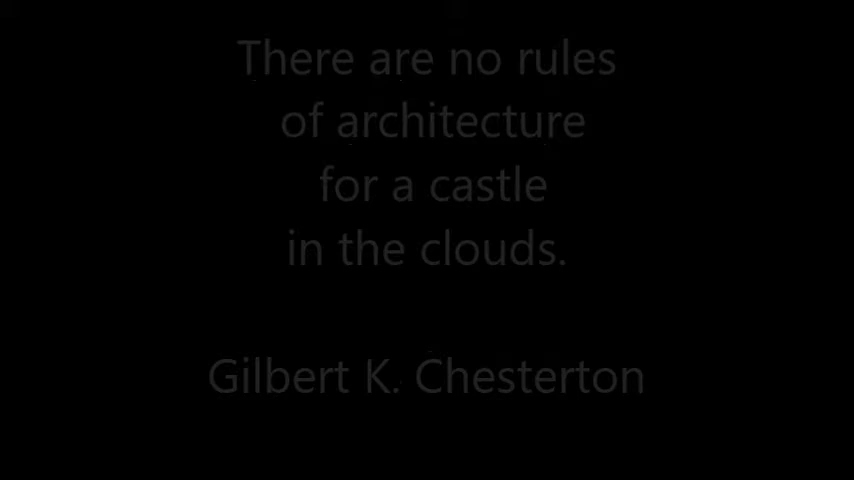 There are no rules
of architecture
for a castle
in the clouds.
Gilbert K. Chesterton